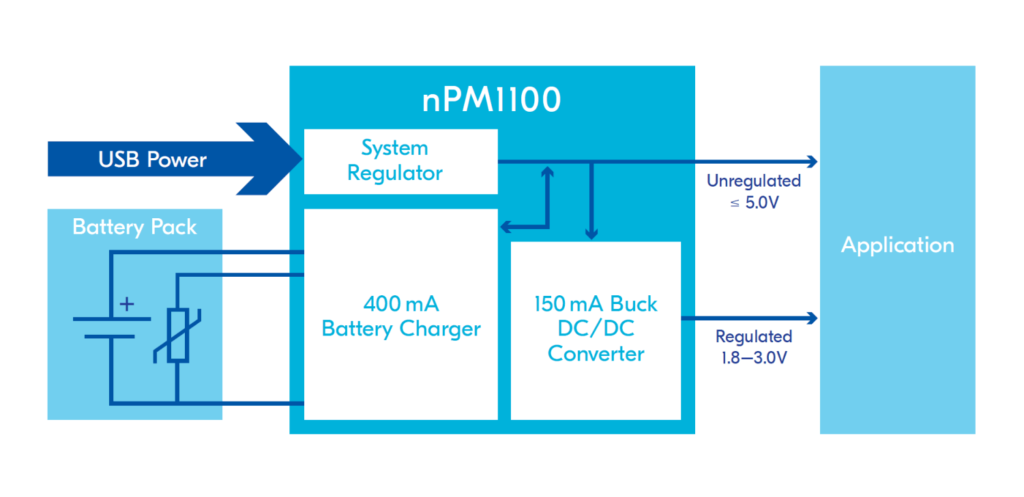 nPM1100
USB Power
System
Regulator
Unregulated
≤ 5.0V
Battery Pack
Application
+
400 mA
Battery Charger
150 mA Buck
DC/DC
Converter
Regulated
1.8–3.0V